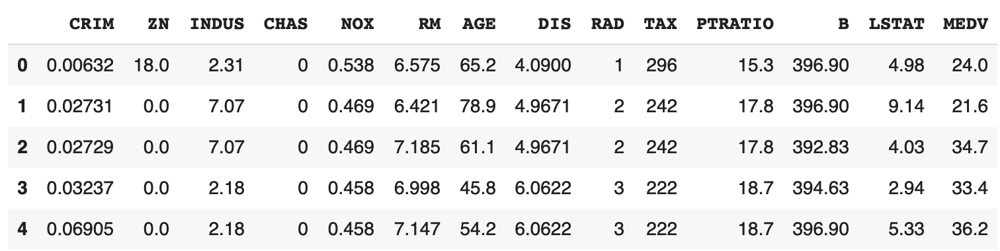 CRIM ZN INDUS CHAS NOX RM AGE DIS RAD TAX PTRATIO B LSTAT MEDV
0 0.00632 18.0 2.31 0 0.538 6.575 65.2 4.0900 1 296 15.3 396.90 4.98 24.0
1 0.02731 0.0 7.07 0 0.469 6.421 78.9 4.9671 2 242 17.8 396.90 9.14 21.6
2 0.02729 0.0 7.07 0 0.469 7.185 61.1 4.9671 2 242 17.8 392.83 4.03 34.7
3 0.03237 0.0 2.18 0 0.458 6.998 45.8 6.0622 3 222 18.7 394.63 2.94 33.4
4 0.06905 0.0 2.18 0 0.458 7.147 54.2 6.0622 3 222 18.7 396.90 5.33 36.2